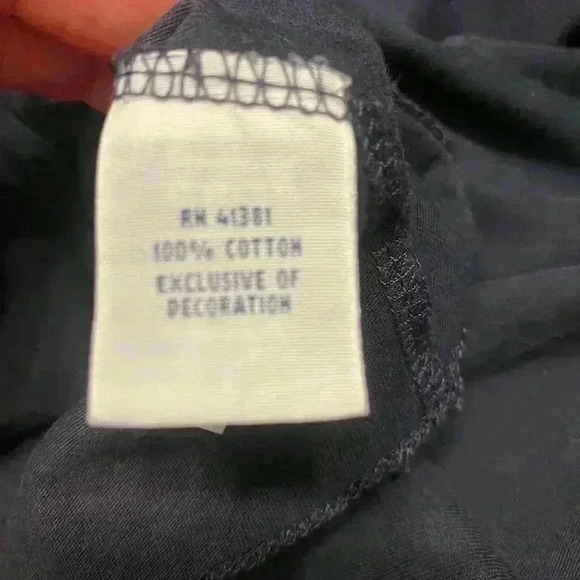 RN 41381
100% COTTON
EXCLUSIVE OF
DECORATION